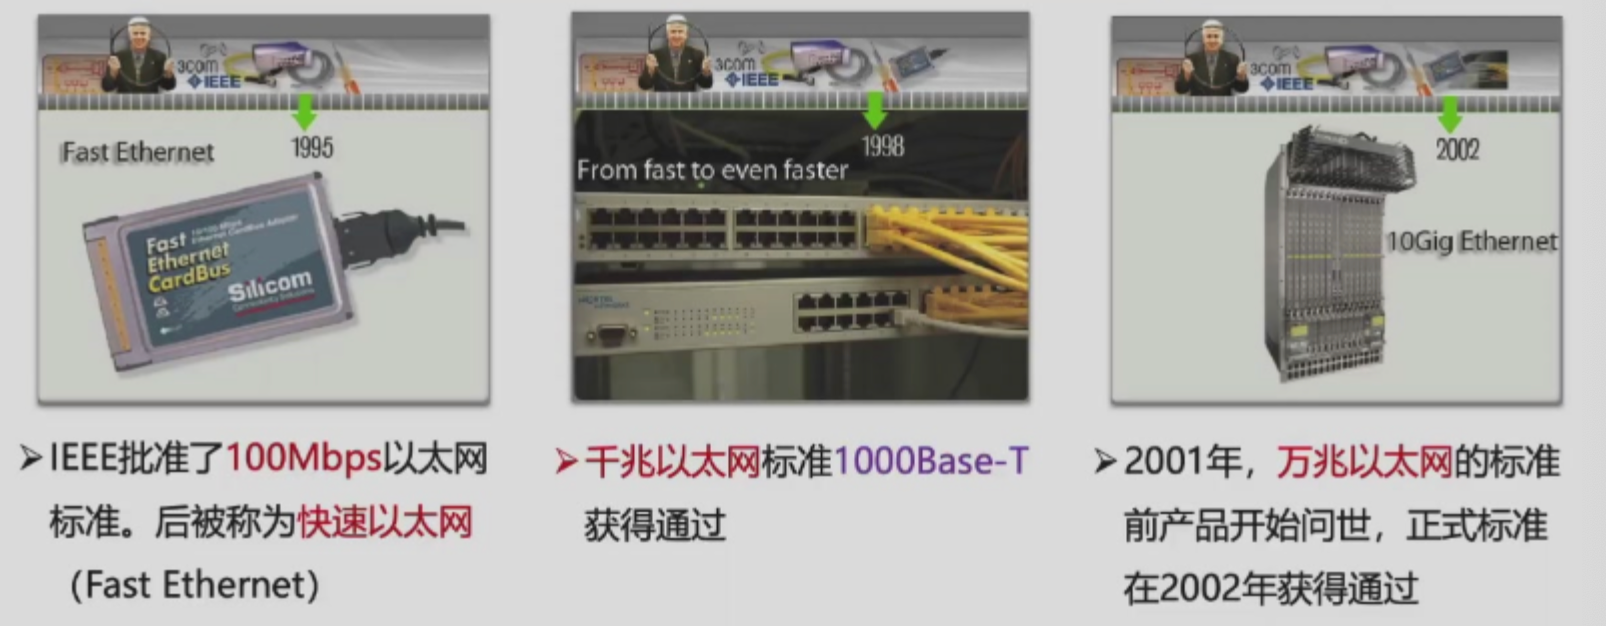 3com
IEEE
1995
Fast Ethernet
Fast
Ethernet
CardBus
Silicom
IEEE批准了100Mbps以太网
标准。后被称为快速以太网
（Fast Ethernet）
3com
IEEE
1998
From fast to even faster
千兆以太网标准1000Base-T
获得通过
3com
IEEE
2002
10Gig Ethernet
2001年，万兆以太网的标准
前产品开始问世，正式标准
在2002年获得通过